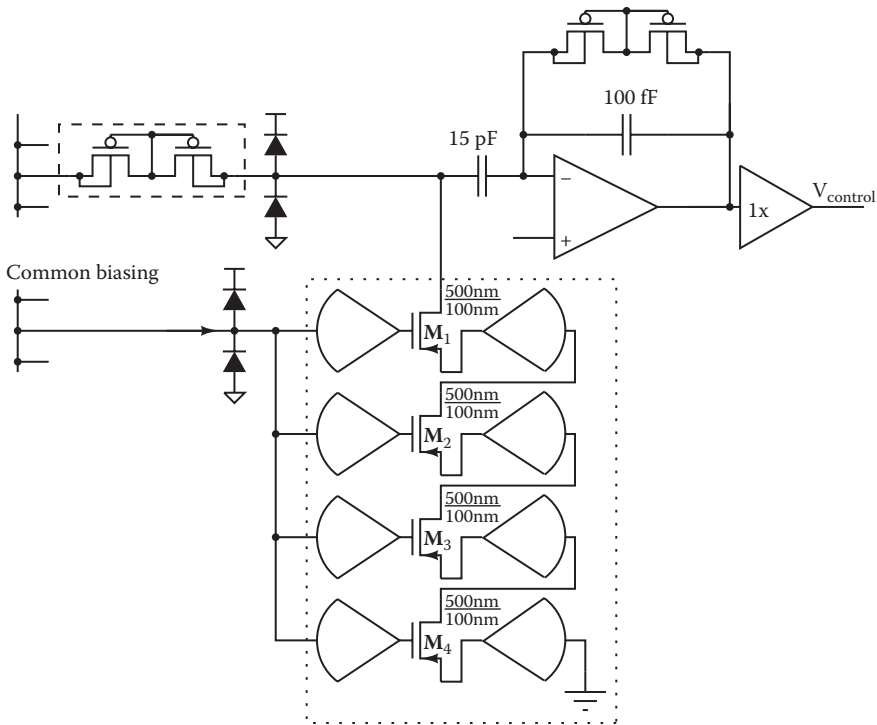 100 fF
15 pF
−
+
1x
V_control
Common biasing
500nm
100nm
M₁
500nm
100nm
M₂
500nm
100nm
M₃
500nm
100nm
M₄